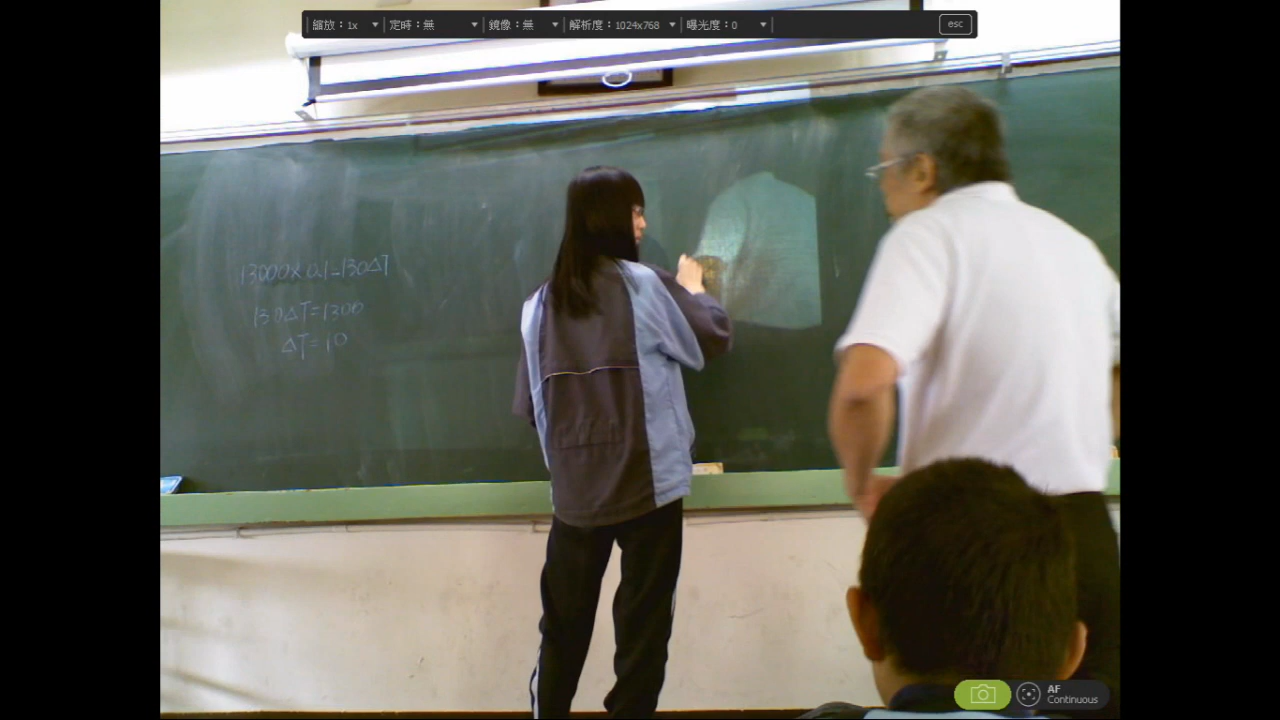 縮放：1x 定時：無 鏡像：無 解析度：1024x768 曝光度：0 esc
13000×0.1=130ΔT
130ΔT=1300
ΔT=10
AF
Continuous